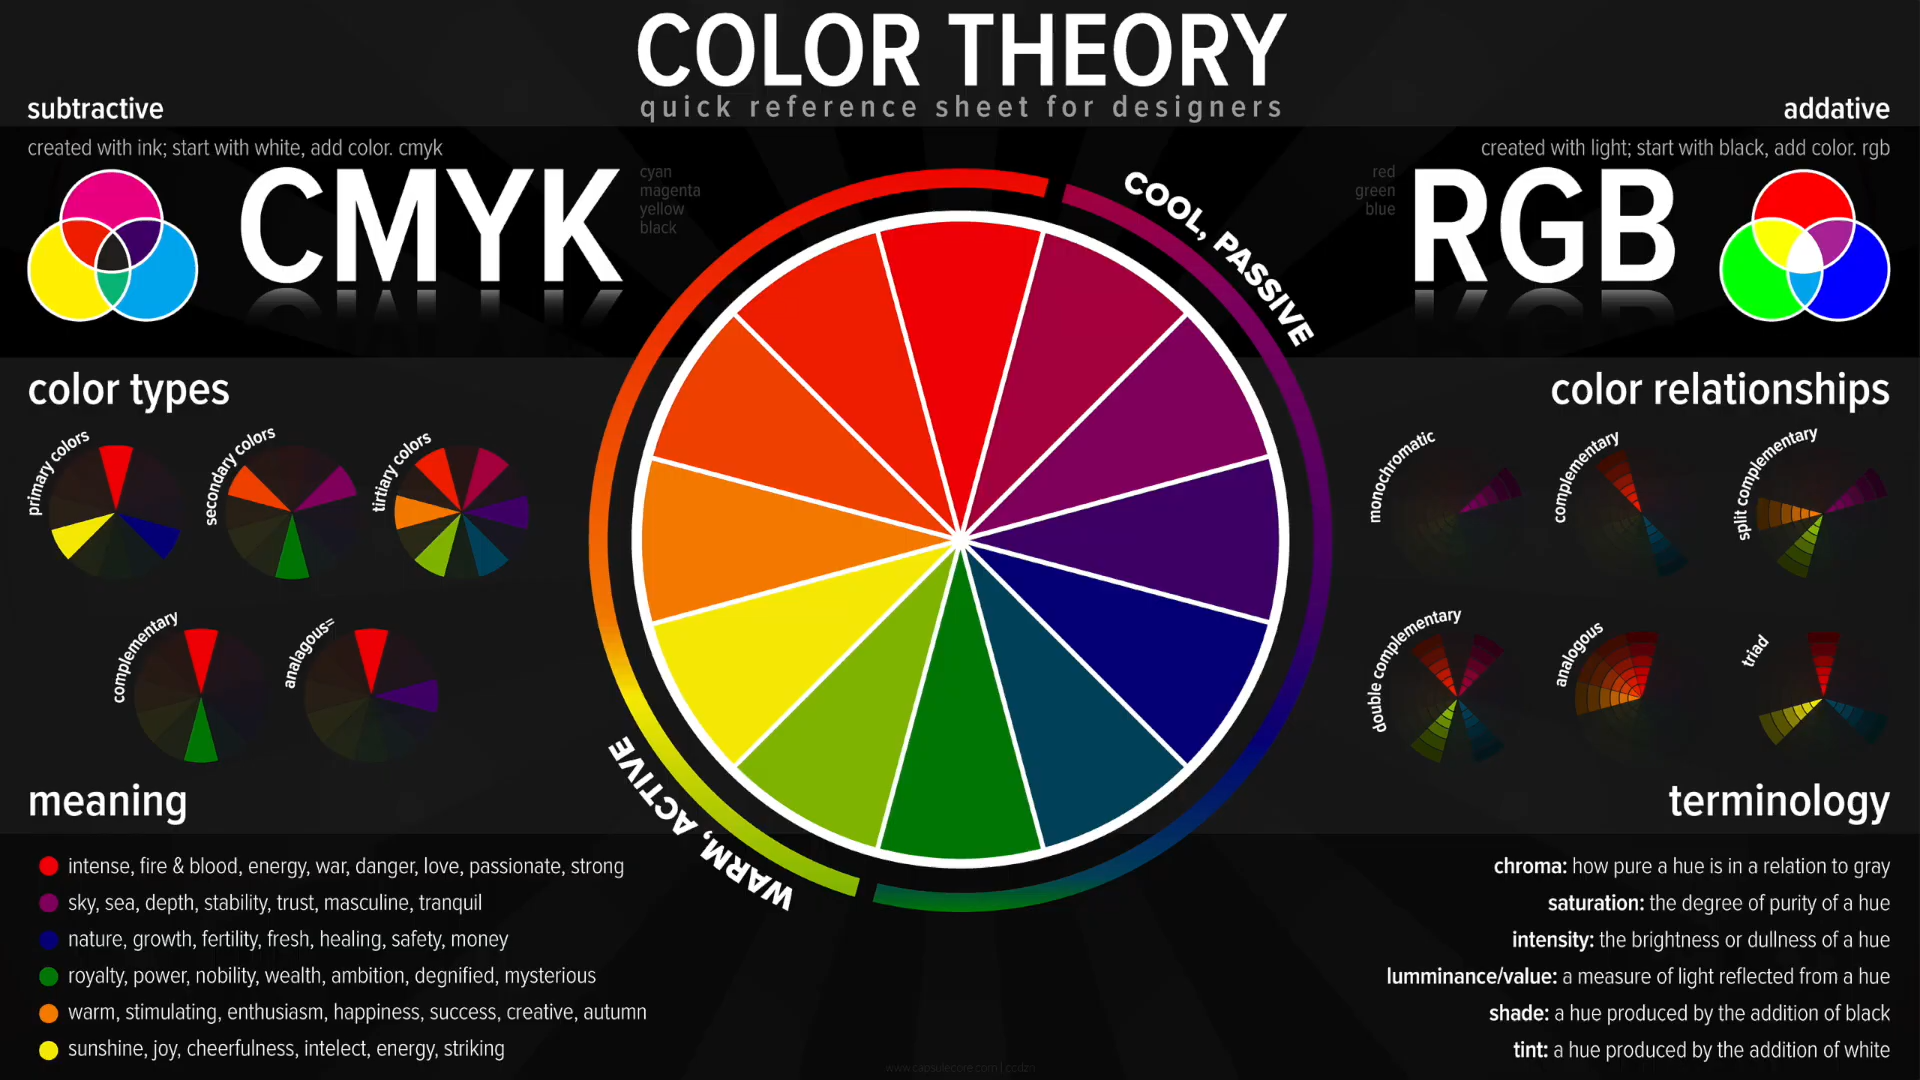 COLOR THEORY
quick reference sheet for designers
subtractive
created with ink; start with white, add color. cmyk
CMYK
cyan
magenta
yellow
black
addative
created with light; start with black, add color. rgb
red
green
blue
RGB
COOL, PASSIVE
WARM, ACTIVE
color types
primary colors
secondary colors
tirtiary colors
complementary
analagous=
color relationships
monochromatic
complementary
split complementary
double complementary
analogous
triad
meaning
intense, fire & blood, energy, war, danger, love, passionate, strong
sky, sea, depth, stability, trust, masculine, tranquil
nature, growth, fertility, fresh, healing, safety, money
royalty, power, nobility, wealth, ambition, degnified, mysterious
warm, stimulating, enthusiasm, happiness, success, creative, autumn
sunshine, joy, cheerfulness, intelect, energy, striking
terminology
chroma: how pure a hue is in a relation to gray
saturation: the degree of purity of a hue
intensity: the brightness or dullness of a hue
lumminance/value: a measure of light reflected from a hue
shade: a hue produced by the addition of black
tint: a hue produced by the addition of white
www.capsulecore.com | ccdzn